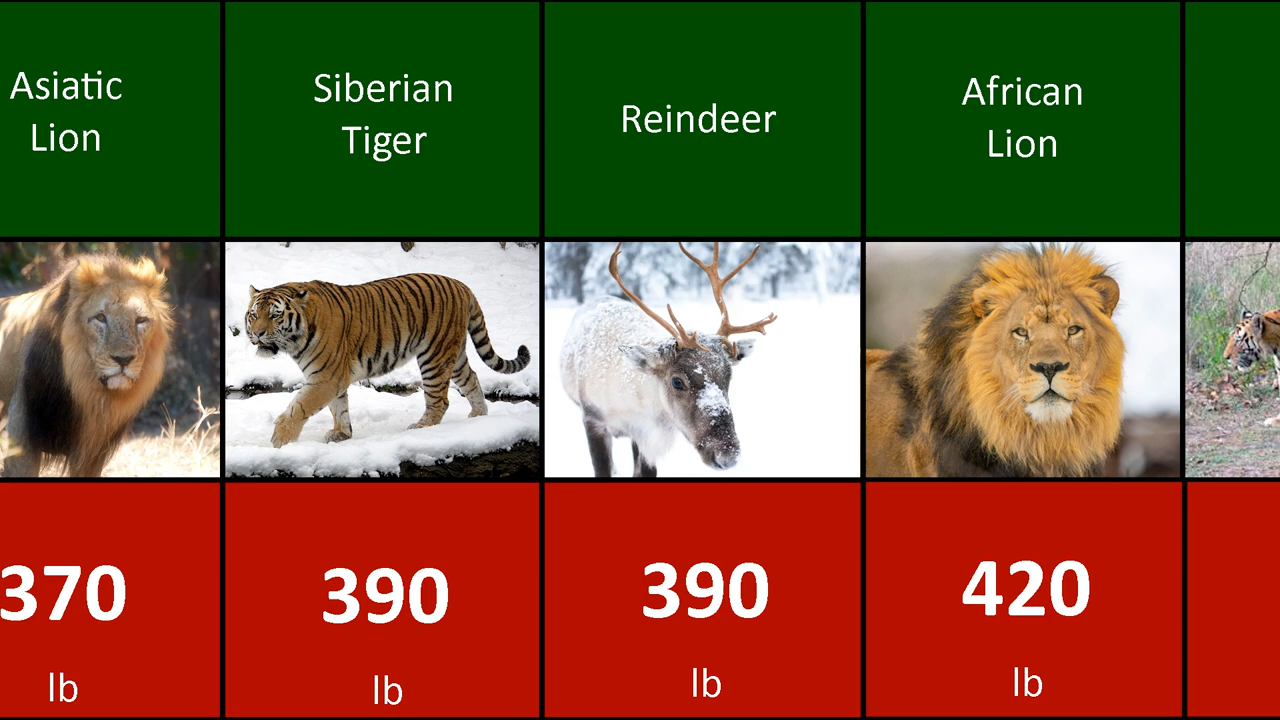 Asiatic
Lion
Siberian
Tiger
Reindeer
African
Lion
370
lb
390
lb
390
lb
420
lb